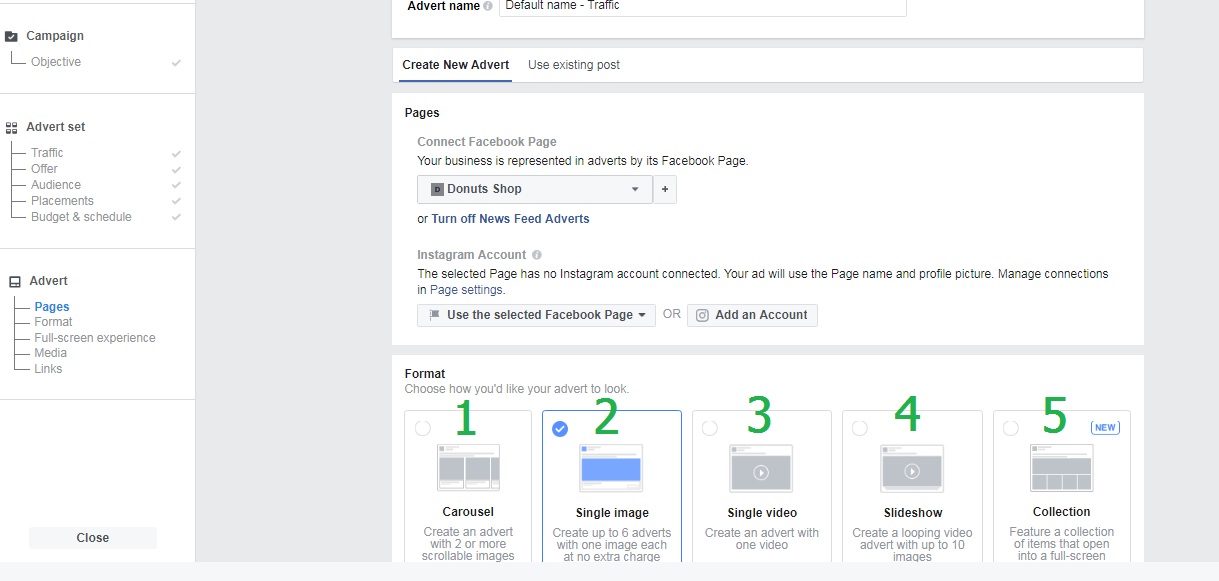 Advert name
Default name - Traffic
Campaign
Objective
Advert set
Traffic
Offer
Audience
Placements
Budget & schedule
Advert
Pages
Format
Full-screen experience
Media
Links
Close
Create New Advert
Use existing post
Pages
Connect Facebook Page
Your business is represented in adverts by its Facebook Page.
D Donuts Shop
+
or Turn off News Feed Adverts
Instagram Account
The selected Page has no Instagram account connected. Your ad will use the Page name and profile picture. Manage connections
in Page settings.
Use the selected Facebook Page
OR
Add an Account
Format
Choose how you'd like your advert to look.
1
Carousel
Create an advert
with 2 or more
scrollable images
2
Single image
Create up to 6 adverts
with one image each
at no extra charge
3
Single video
Create an advert with
one video
4
Slideshow
Create a looping video
advert with up to 10
images
5
NEW
Collection
Feature a collection
of items that open
into a full-screen